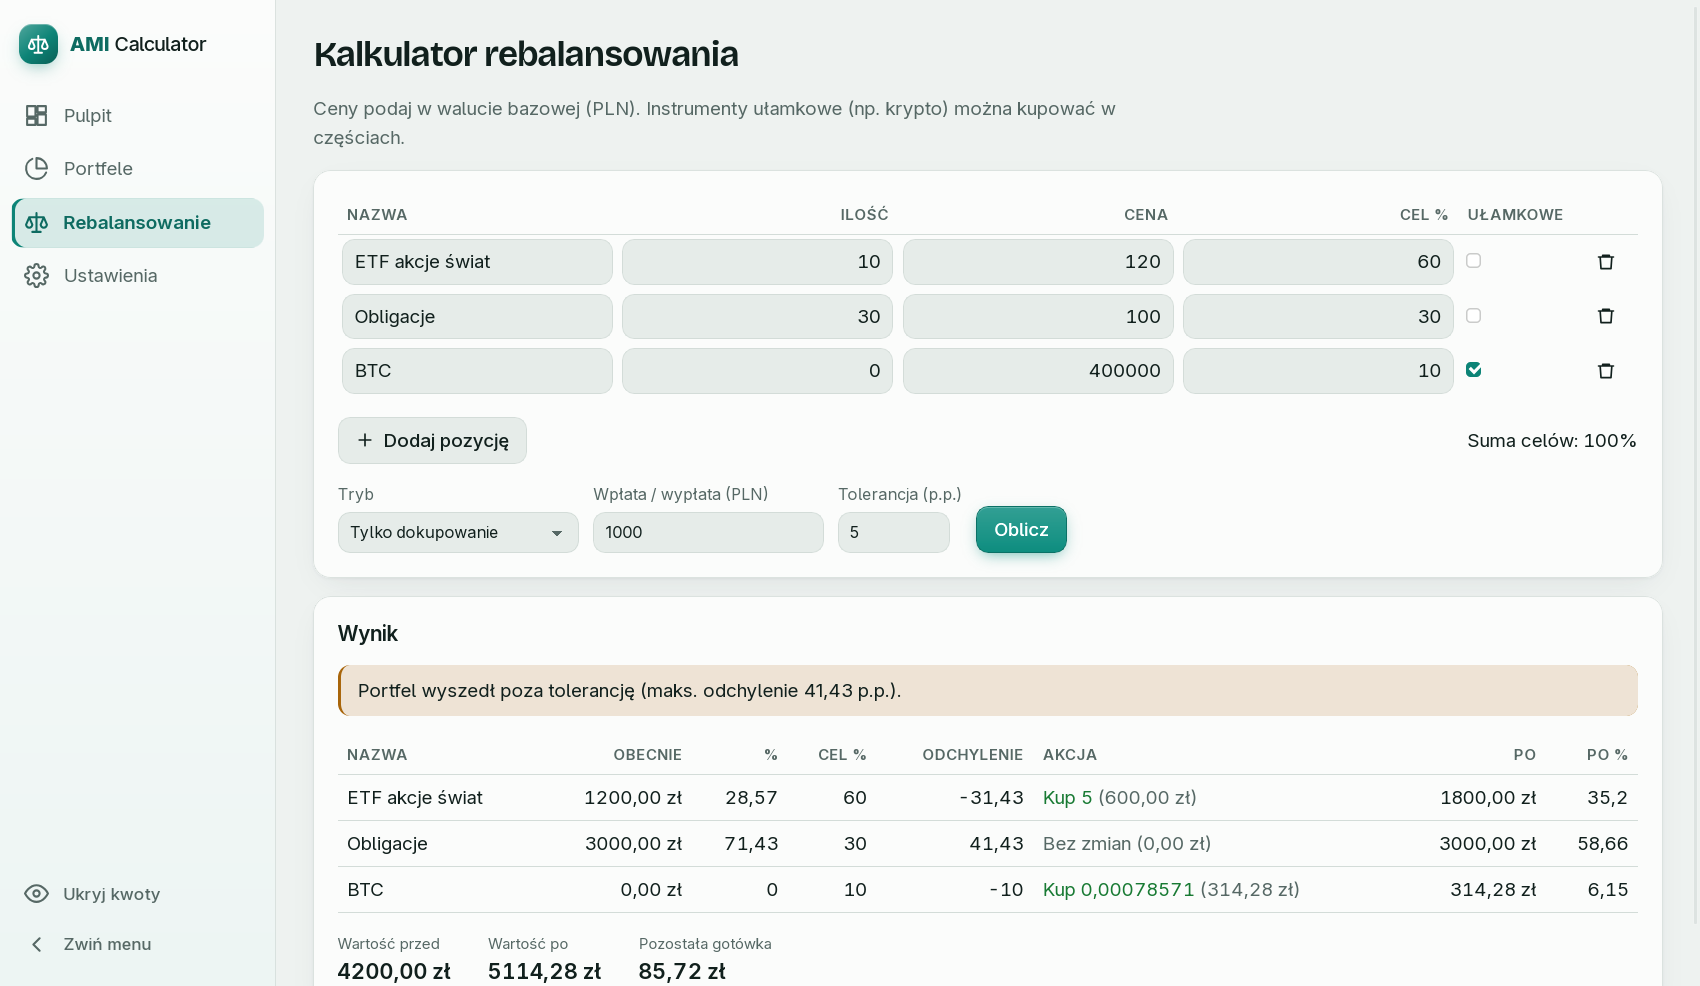 AMI Calculator
Pulpit
Portfele
Rebalansowanie
Ustawienia
Ukryj kwoty
Zwiń menu
Kalkulator rebalansowania
Ceny podaj w walucie bazowej (PLN). Instrumenty ułamkowe (np. krypto) można kupować w
częściach.
NAZWA ILOŚĆ CENA CEL % UŁAMKOWE
ETF akcje świat 10 120 60
Obligacje 30 100 30
BTC 0 400000 10
Dodaj pozycję Suma celów: 100%
Tryb Wpłata / wypłata (PLN) Tolerancja (p.p.)
Tylko dokupowanie 1000 5 Oblicz
Wynik
Portfel wyszedł poza tolerancję (maks. odchylenie 41,43 p.p.).
NAZWA OBECNIE % CEL % ODCHYLENIE AKCJA PO PO %
ETF akcje świat 1200,00 zł 28,57 60 -31,43 Kup 5 (600,00 zł) 1800,00 zł 35,2
Obligacje 3000,00 zł 71,43 30 41,43 Bez zmian (0,00 zł) 3000,00 zł 58,66
BTC 0,00 zł 0 10 -10 Kup 0,00078571 (314,28 zł) 314,28 zł 6,15
Wartość przed Wartość po Pozostała gotówka
4200,00 zł 5114,28 zł 85,72 zł